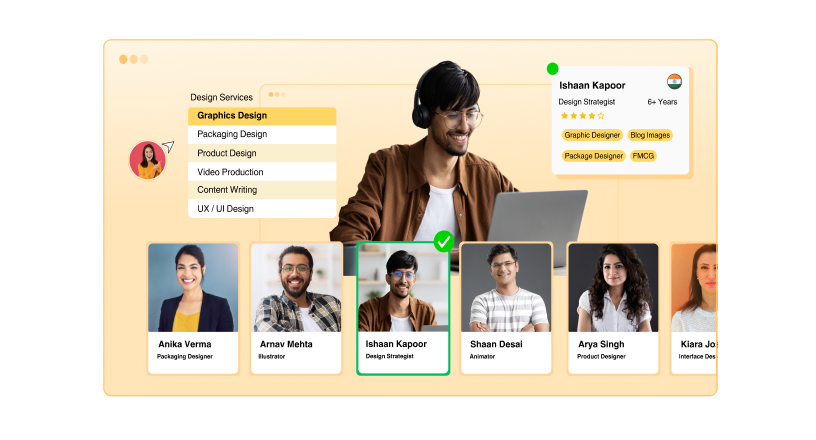 Design Services
Graphics Design
Packaging Design
Product Design
Video Production
Content Writing
UX / UI Design
Ishaan Kapoor
Design Strategist 6+ Years
Graphic Designer Blog Images
Package Designer FMCG
Anika Verma
Packaging Designer
Arnav Mehta
Illustrator
Ishaan Kapoor
Design Strategist
Shaan Desai
Animator
Arya Singh
Product Designer
Kiara Jo
Interface Des